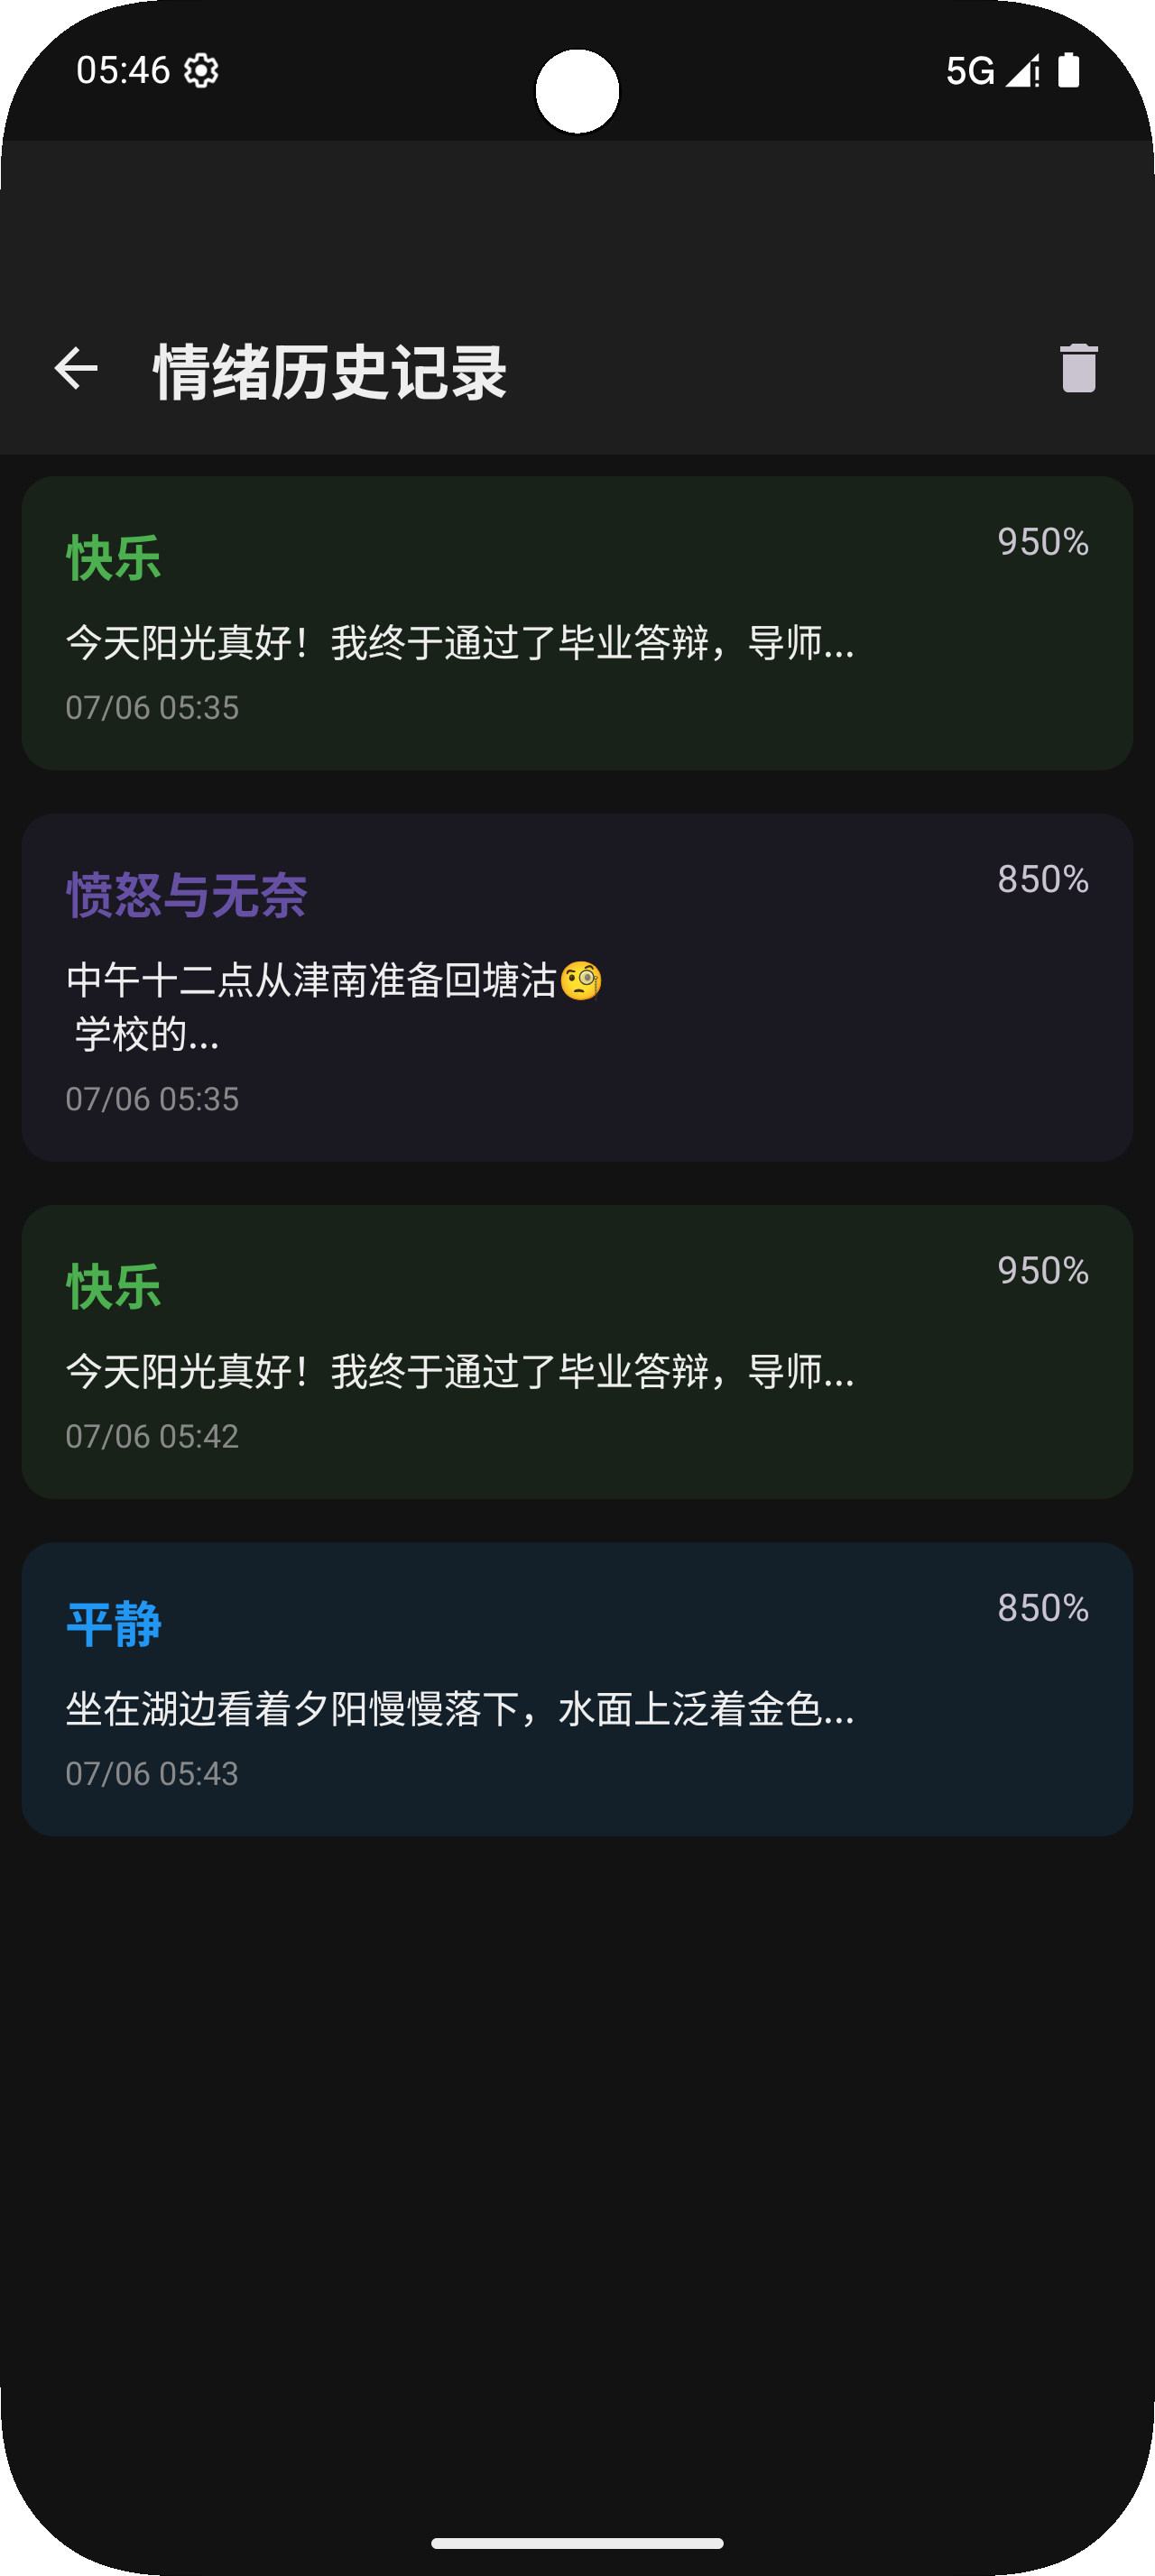 05:46
5G
情绪历史记录
快乐
950%
今天阳光真好！我终于通过了毕业答辩，导师...
07/06 05:35
愤怒与无奈
850%
中午十二点从津南准备回塘沽🧐
学校的...
07/06 05:35
快乐
950%
今天阳光真好！我终于通过了毕业答辩，导师...
07/06 05:42
平静
850%
坐在湖边看着夕阳慢慢落下，水面上泛着金色...
07/06 05:43